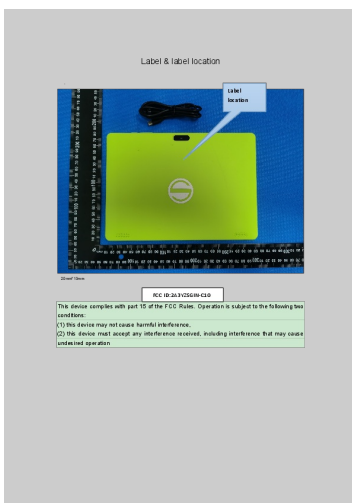 Label & label location
Label
location
FCC ID:2A3YZSGIN-C10
This device complies with part 15 of the FCC Rules. Operation is subject to the following two
conditions:
(1) this device may not cause harmful interference,
(2) this device must accept any interference received, including interference that may cause
undesired operation